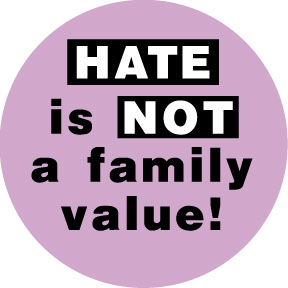 HATE
is NOT
a family
value!